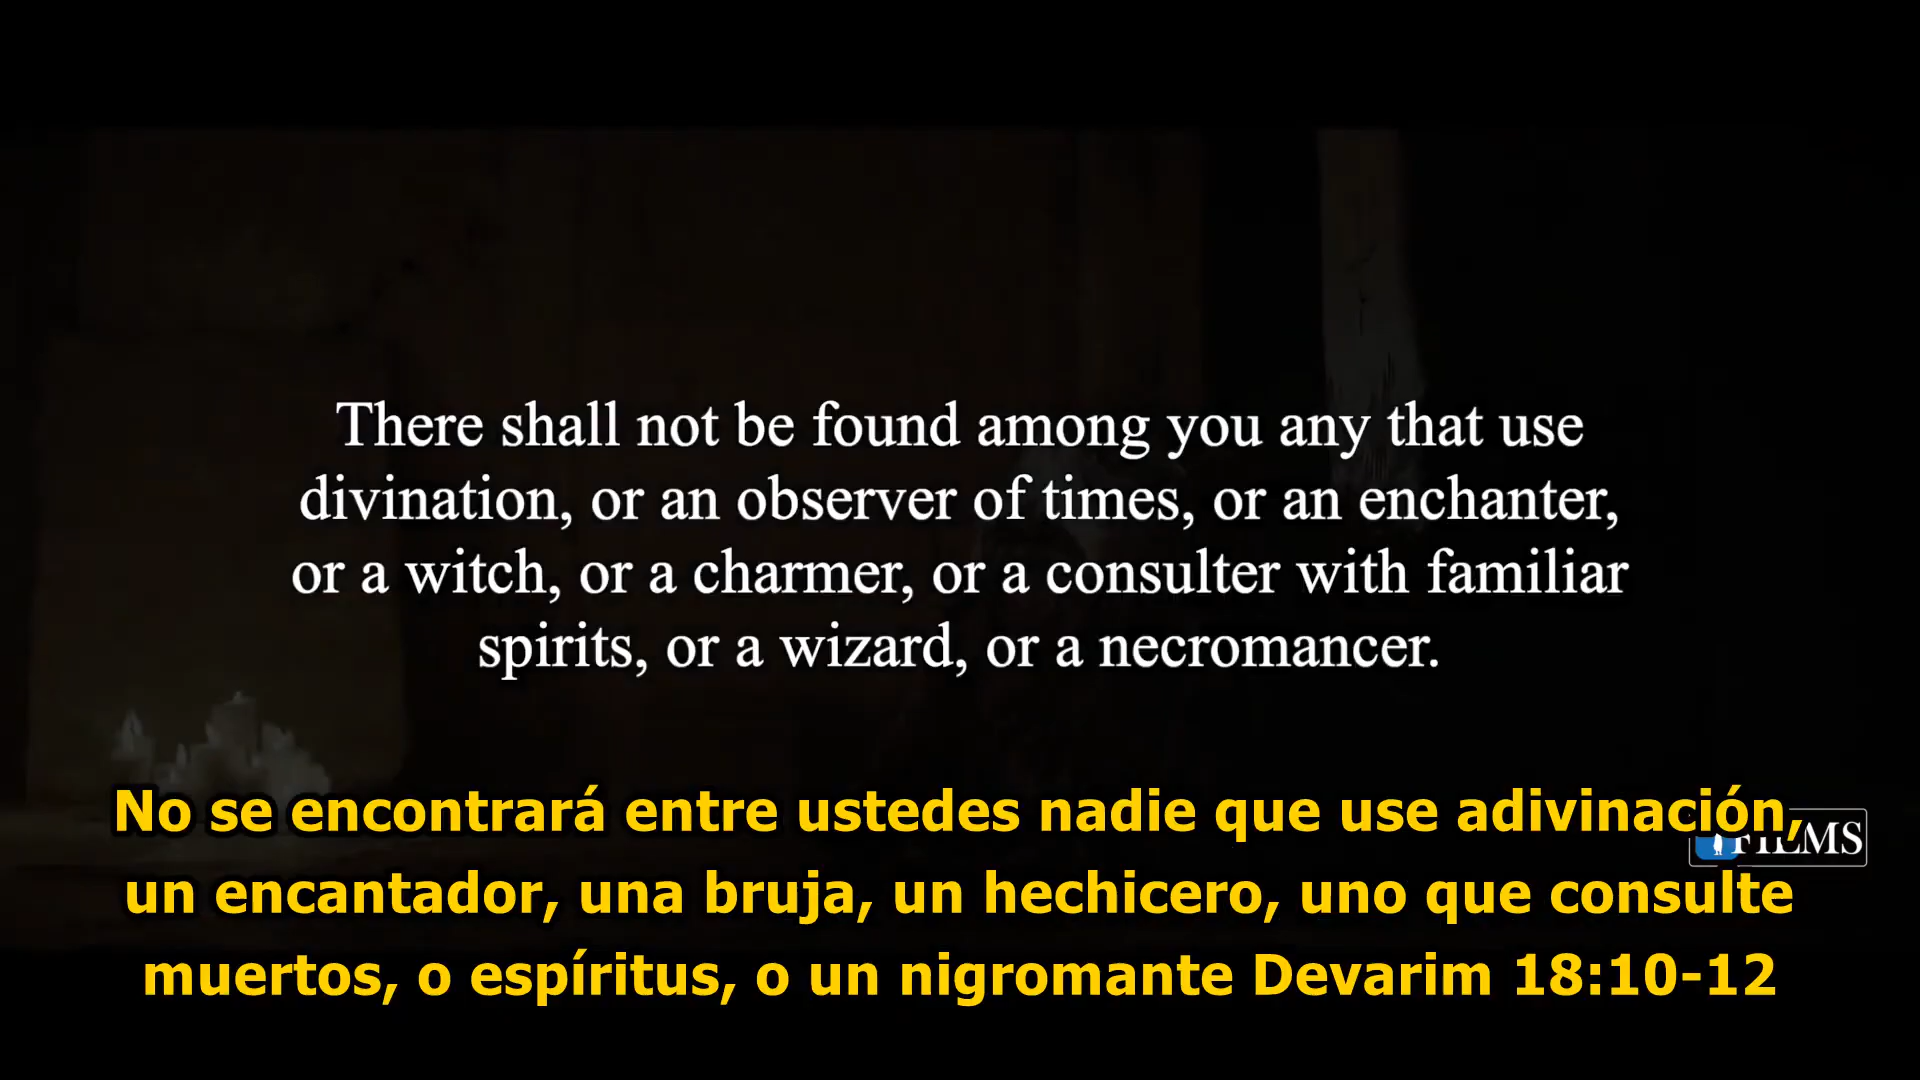 There shall not be found among you any that use
divination, or an observer of times, or an enchanter,
or a witch, or a charmer, or a consulter with familiar
spirits, or a wizard, or a necromancer.
No se encontrará entre ustedes nadie que use adivinación,
FILMS
un encantador, una bruja, un hechicero, uno que consulte
muertos, o espíritus, o un nigromante Devarim 18:10-12